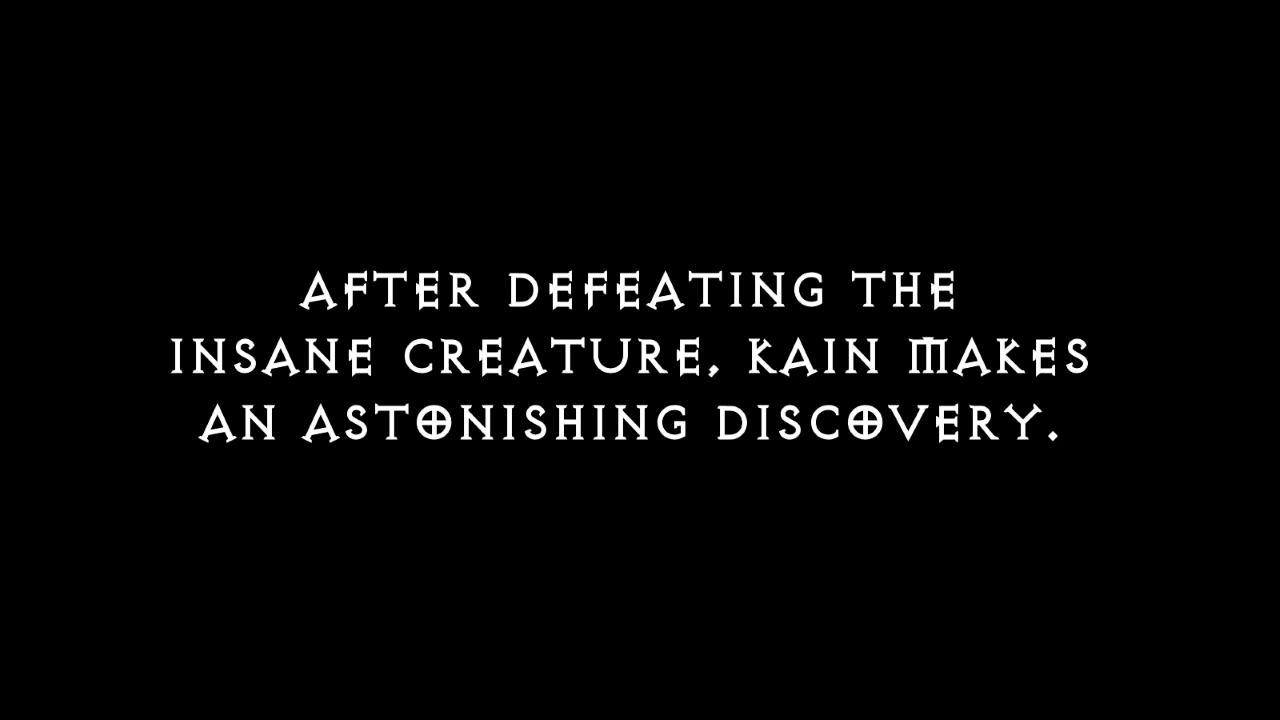 AFTER DEFEATING THE
INSANE CREATURE, KAIN MAKES
AN ASTONISHING DISCOVERY.